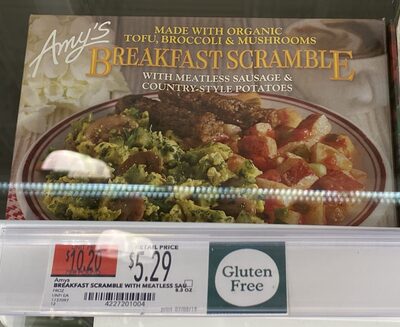 Amy's
MADE WITH ORGANIC
TOFU, BROCCOLI & MUSHROOMS
BREAKFAST SCRAMBLE
WITH MEATLESS SAUSAGE &
COUNTRY-STYLE POTATOES
RETAIL PRICE
$10.20 $5.29
Amys
BREAKFAST SCRAMBLE WITH MEATLESS SAU
FROZ
4227201004
Gluten
Free